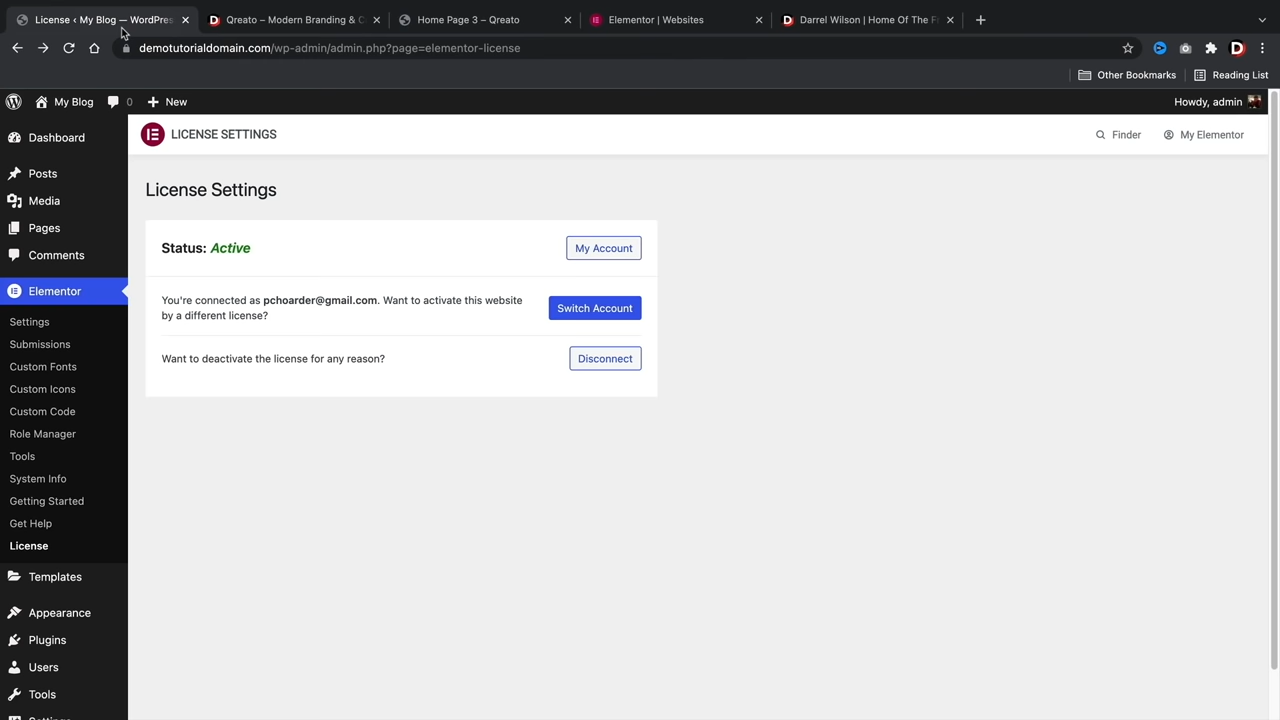 License ‹ My Blog — WordPres
Qreato – Modern Branding & C
Home Page 3 – Qreato
Elementor | Websites
Darrel Wilson | Home Of The F
demotutorialdomain.com/wp-admin/admin.php?page=elementor-license
Other Bookmarks
Reading List
My Blog
0
New
Howdy, admin
Dashboard
Posts
Media
Pages
Comments
Elementor
Settings
Submissions
Custom Fonts
Custom Icons
Custom Code
Role Manager
Tools
System Info
Getting Started
Get Help
License
Templates
Appearance
Plugins
Users
Tools
Settings
LICENSE SETTINGS
Finder
My Elementor
License Settings
Status: Active
My Account
You're connected as pchoarder@gmail.com. Want to activate this website
by a different license?
Switch Account
Want to deactivate the license for any reason?
Disconnect